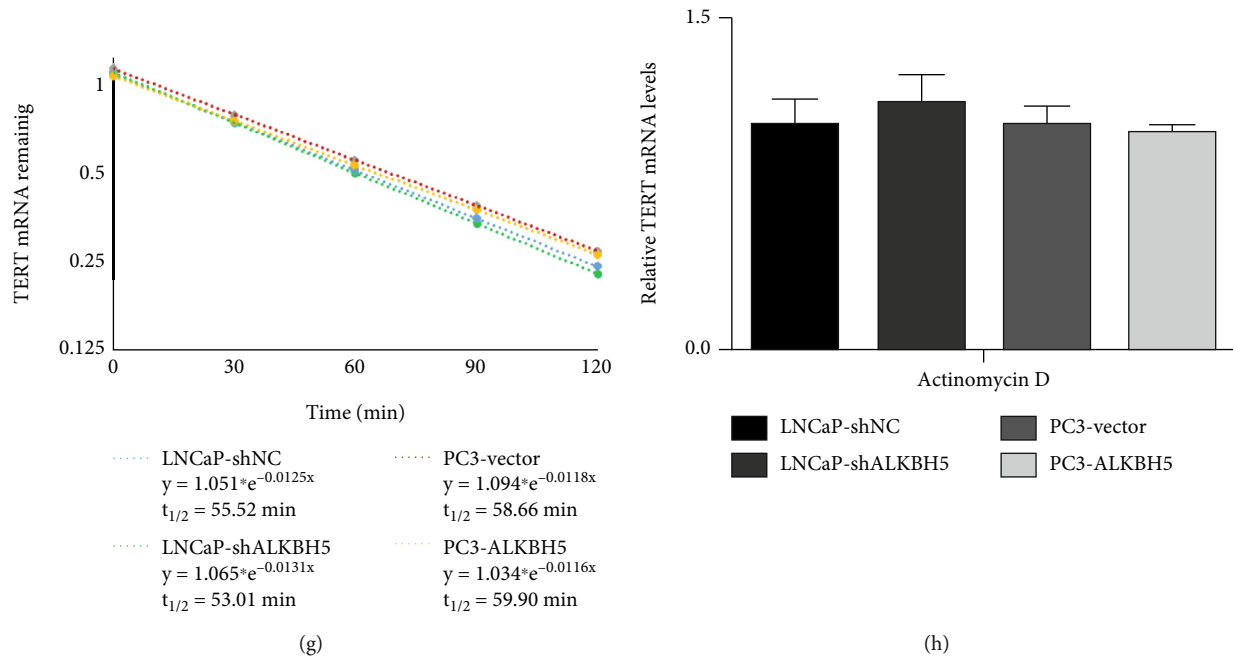 TERT mRNA remainig
1
0.5
0.25
0.125
0
30
60
90
120
Time (min)
LNCaP-shNC
y = 1.051*e–0.0125x
t1/2 = 55.52 min
LNCaP-shALKBH5
y = 1.065*e–0.0131x
t1/2 = 53.01 min
PC3-vector
y = 1.094*e–0.0118x
t1/2 = 58.66 min
PC3-ALKBH5
y = 1.034*e–0.0116x
t1/2 = 59.90 min
(g)
Relative TERT mRNA levels
1.5
0.0
Actinomycin D
LNCaP-shNC
LNCaP-shALKBH5
PC3-vector
PC3-ALKBH5
(h)